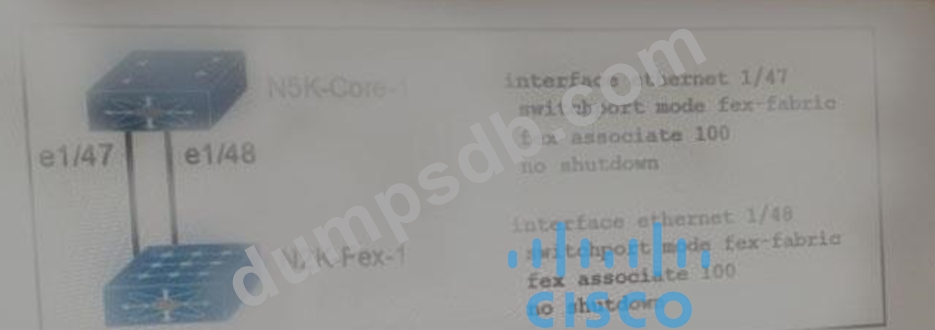 N5K-Core-1
e1/47
e1/48
N2K-Fex-1
interface ethernet 1/47
switchport mode fex-fabric
fex associate 100
no shutdown
interface ethernet 1/48
switchport mode fex-fabric
fex associate 100
no shutdown
dumpsdb.com
cisco